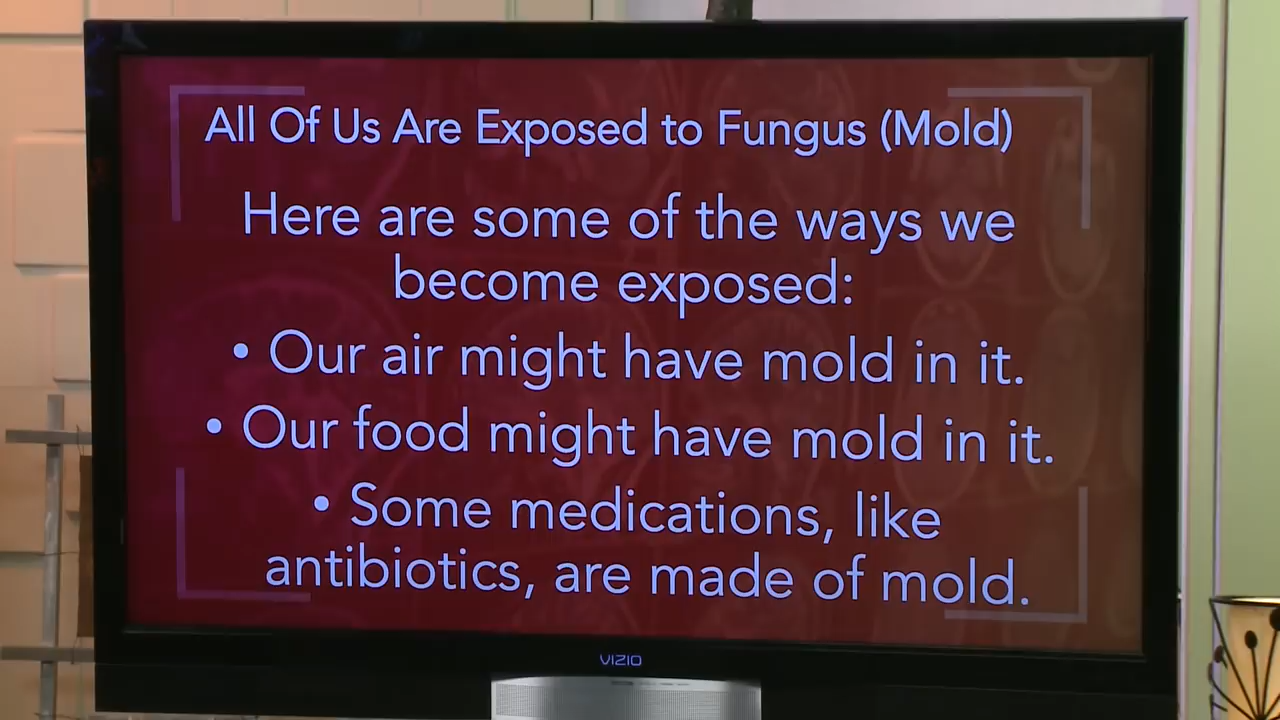 All Of Us Are Exposed to Fungus (Mold)
Here are some of the ways we
become exposed:
• Our air might have mold in it.
• Our food might have mold in it.
• Some medications, like
antibiotics, are made of mold.
VIZIO